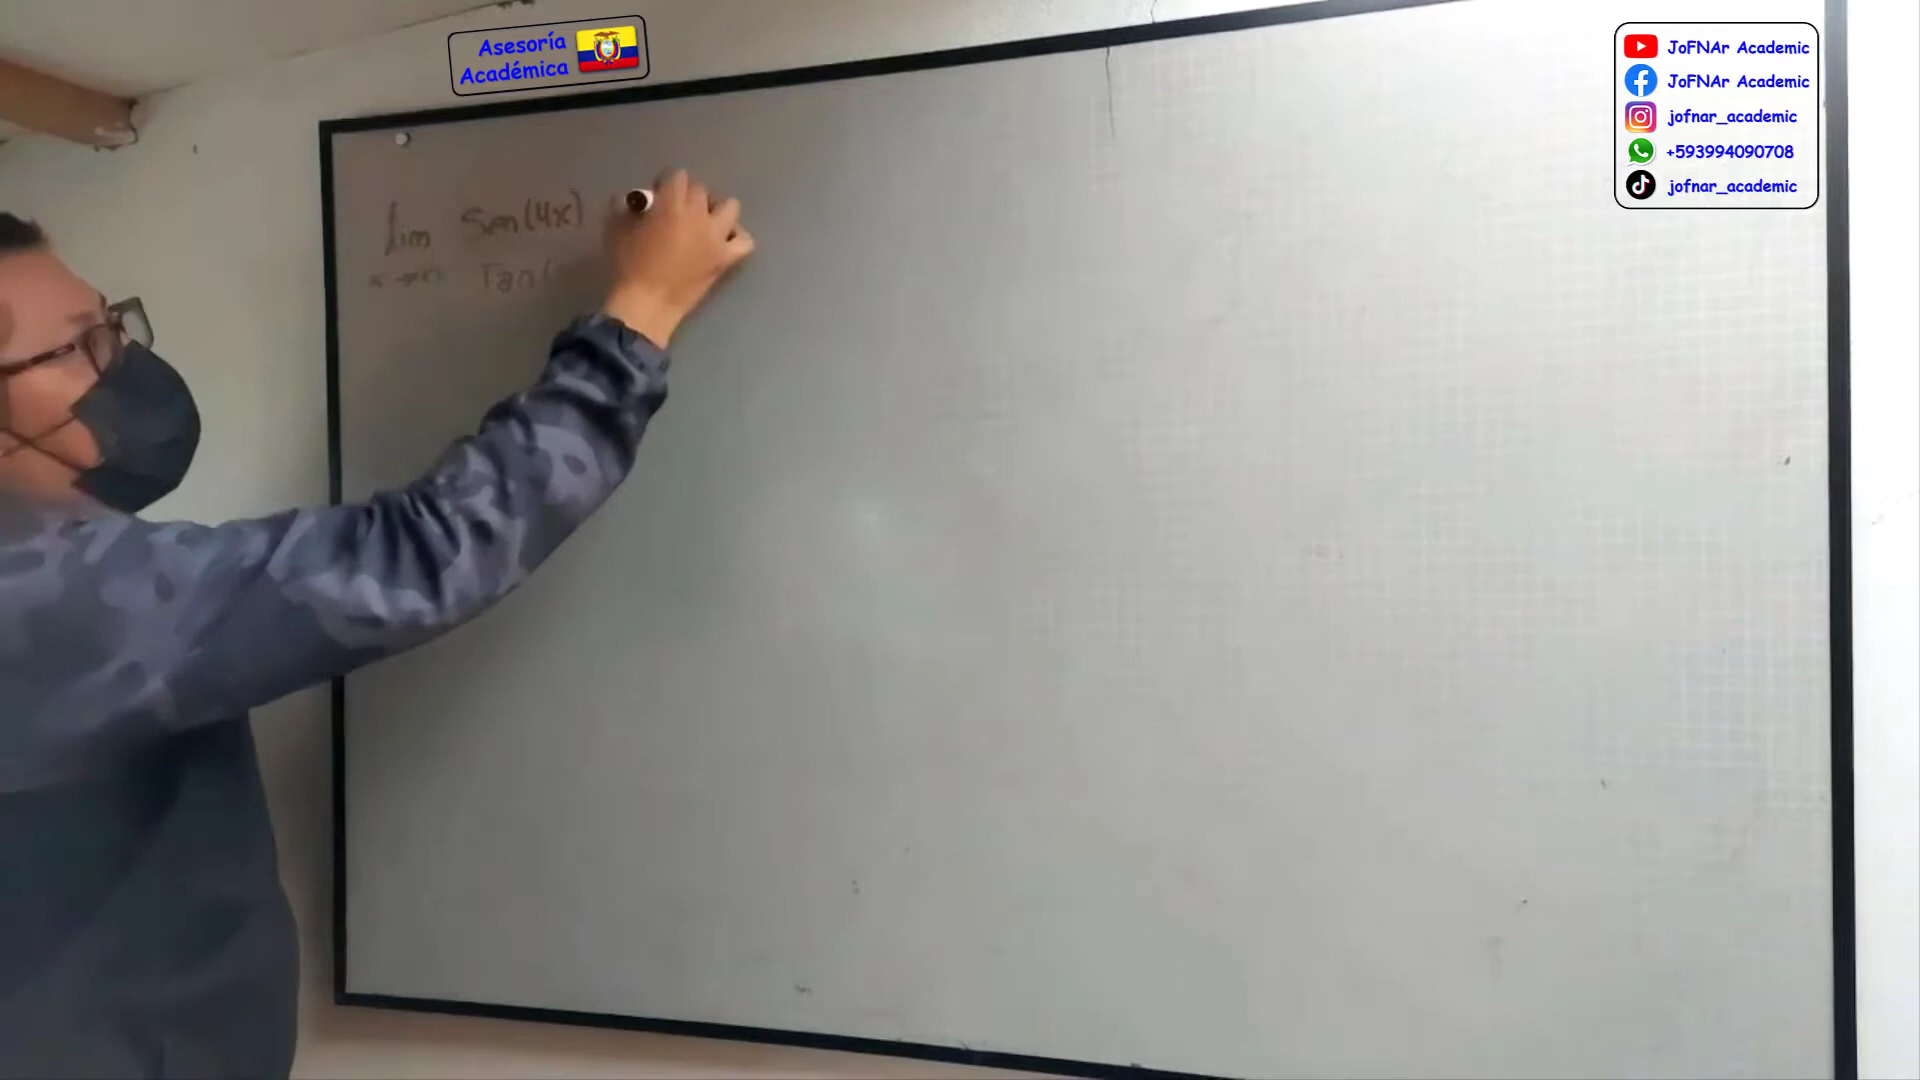 Asesoría
Académica
JoFNAr Academic
JoFNAr Academic
jofnar_academic
+593994090708
jofnar_academic
lim Sen(4x)
Tan(